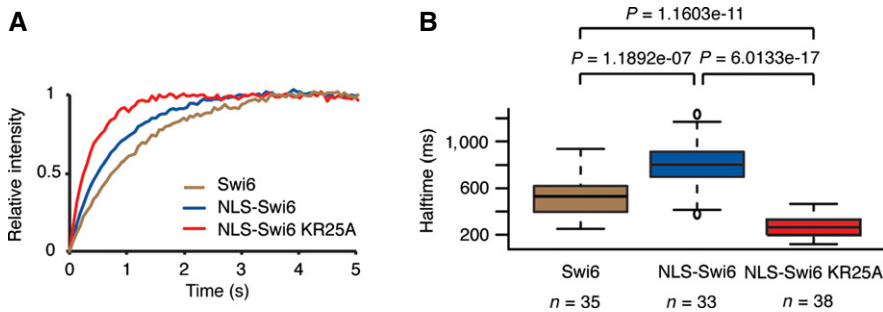 A
Relative intensity
1
0.5
0
0 1 2 3 4 5
Time (s)
Swi6
NLS-Swi6
NLS-Swi6 KR25A
B
P = 1.1603e-11
P = 1.1892e-07 P = 6.0133e-17
Halftime (ms)
1,000
600
200
Swi6 NLS-Swi6 NLS-Swi6 KR25A
n = 35 n = 33 n = 38